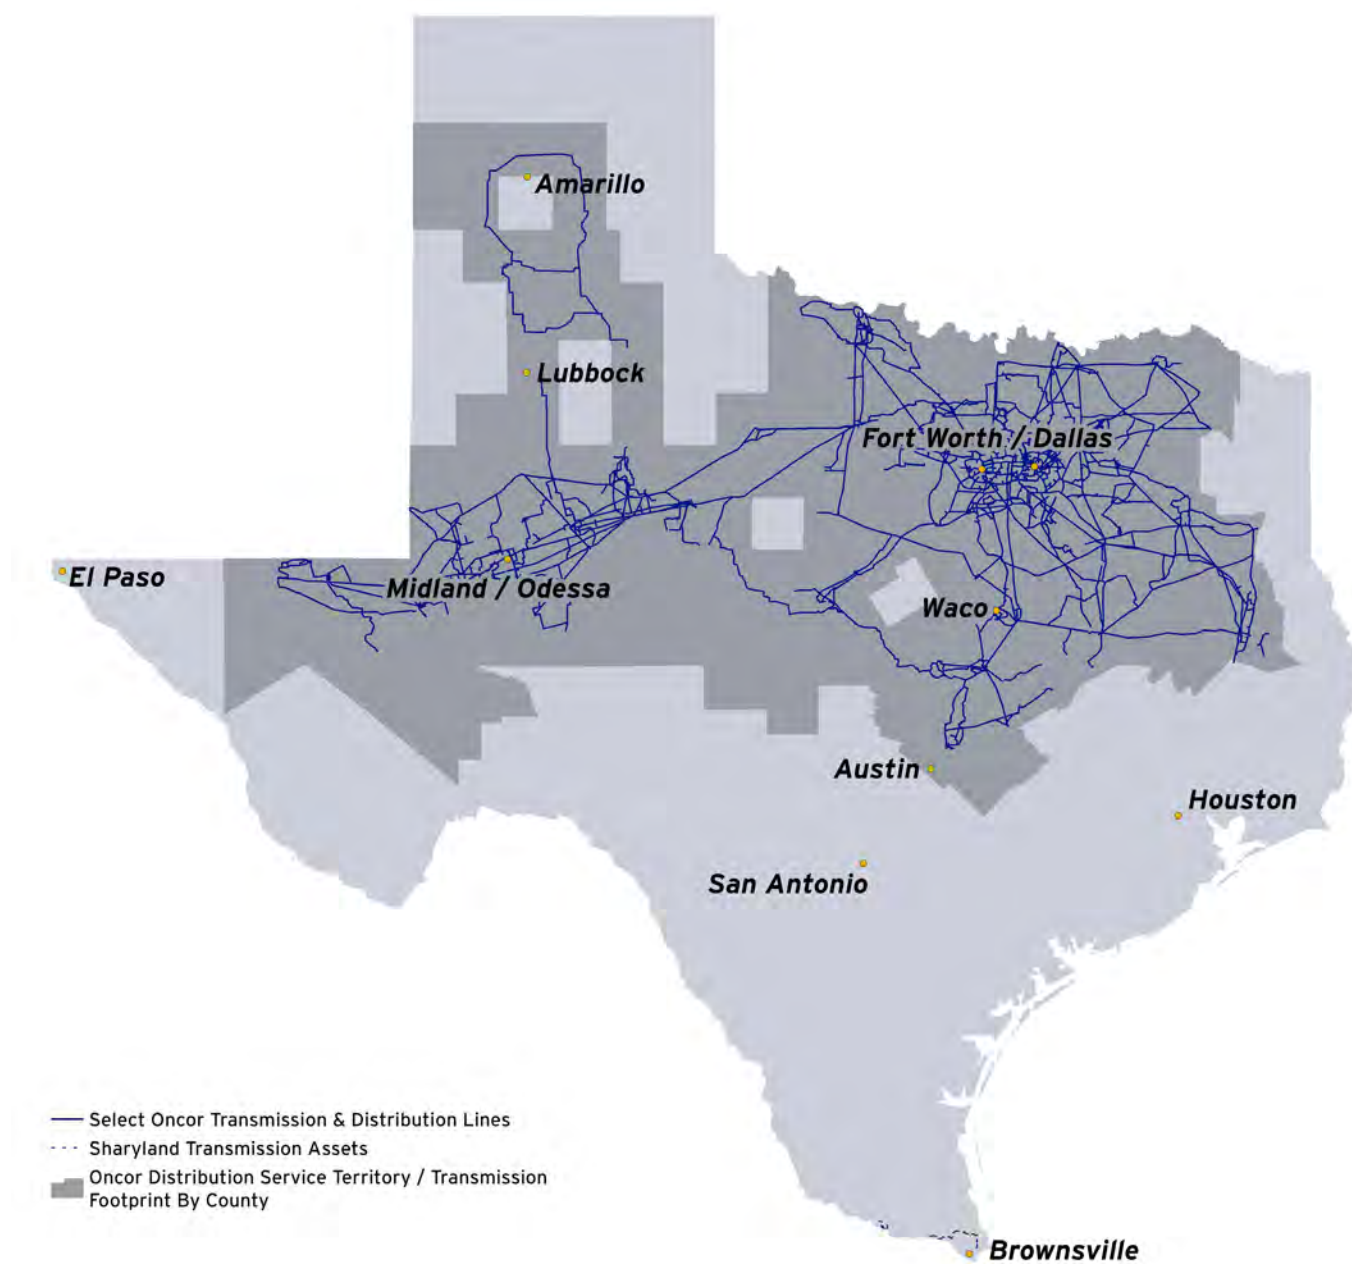 Amarillo
Lubbock
Fort Worth / Dallas
El Paso
Midland / Odessa
Waco
Austin
Houston
San Antonio
Select Oncor Transmission & Distribution Lines
Sharyland Transmission Assets
Oncor Distribution Service Territory / Transmission
Footprint By County
Brownsville